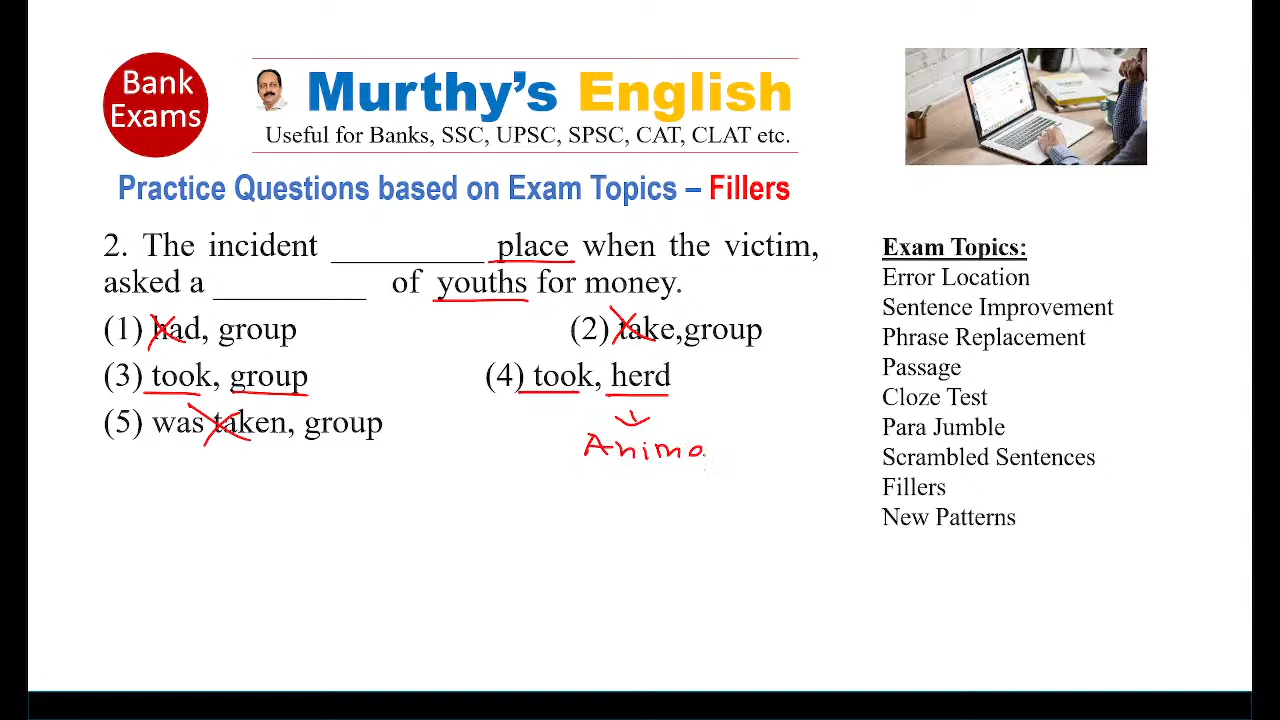 Bank
Exams
Murthy's English
Useful for Banks, SSC, UPSC, SPSC, CAT, CLAT etc.
Practice Questions based on Exam Topics – Fillers
2. The incident __________ place when the victim,
asked a _________ of youths for money.
(1) had, group (2) take,group
(3) took, group (4) took, herd
(5) was taken, group
Anima
Exam Topics:
Error Location
Sentence Improvement
Phrase Replacement
Passage
Cloze Test
Para Jumble
Scrambled Sentences
Fillers
New Patterns